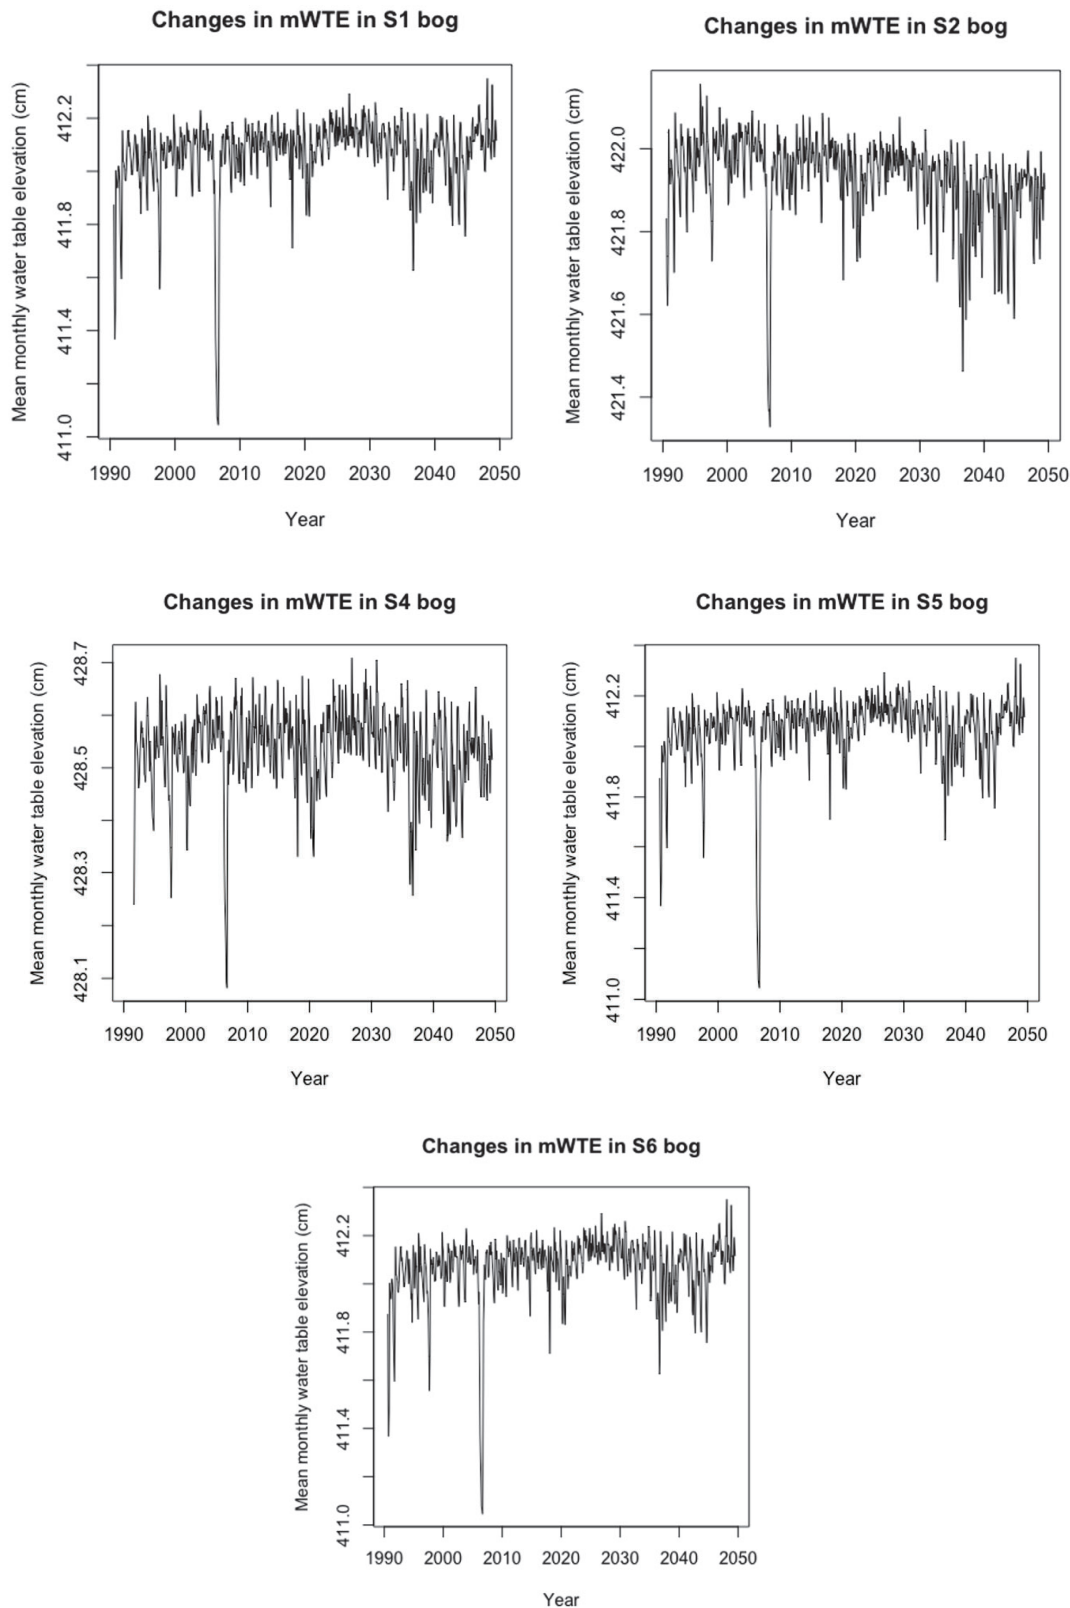 Changes in mWTE in S1 bog
Mean monthly water table elevation (cm)
412.2
411.8
411.4
411.0
1990 2000 2010 2020 2030 2040 2050
Year
Changes in mWTE in S2 bog
Mean monthly water table elevation (cm)
422.0
421.8
421.6
421.4
1990 2000 2010 2020 2030 2040 2050
Year
Changes in mWTE in S4 bog
Mean monthly water table elevation (cm)
428.7
428.5
428.3
428.1
1990 2000 2010 2020 2030 2040 2050
Year
Changes in mWTE in S5 bog
Mean monthly water table elevation (cm)
412.2
411.8
411.4
411.0
1990 2000 2010 2020 2030 2040 2050
Year
Changes in mWTE in S6 bog
Mean monthly water table elevation (cm)
412.2
411.8
411.4
411.0
1990 2000 2010 2020 2030 2040 2050
Year